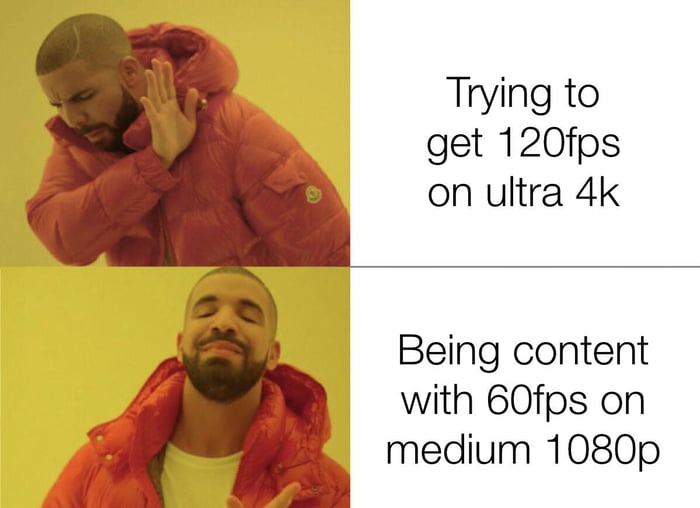 Trying to
get 120fps
on ultra 4k
Being content
with 60fps on
medium 1080p